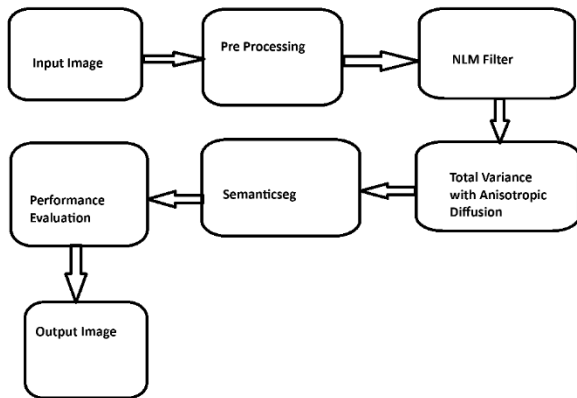 Input Image
Pre Processing
NLM Filter
Total Variance
with Anisotropic
Diffusion
Semanticseg
Performance
Evaluation
Output Image